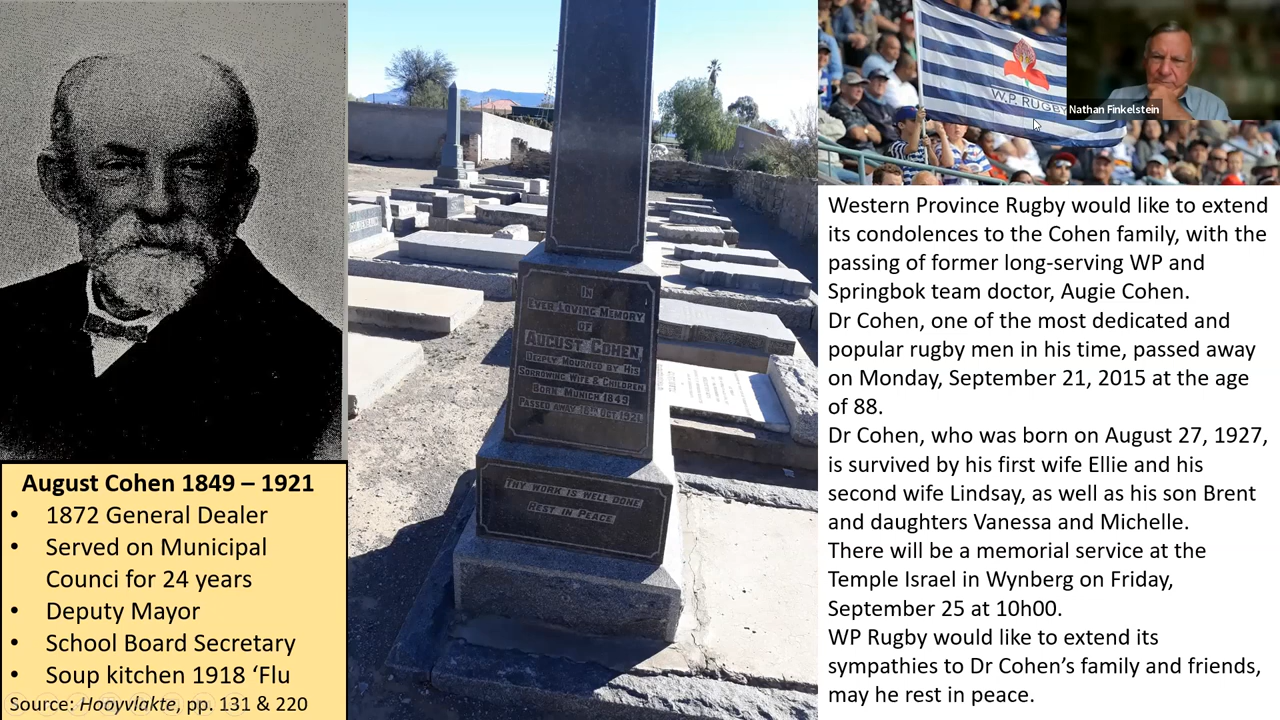 August Cohen 1849 – 1921
• 1872 General Dealer
• Served on Municipal
Counci for 24 years
• Deputy Mayor
• School Board Secretary
• Soup kitchen 1918 ‘Flu
Source: Hooyvlakte, pp. 131 & 220
IN
EVER LOVING MEMORY
OF
AUGUST COHEN
DEEPLY MOURNED BY HIS
SORROWING WIFE & CHILDREN
BORN MUNICH 1849
PASSED AWAY 18TH OCT. 1921
THY WORK IS WELL DONE
REST IN PEACE
W.P. RUGBY
Nathan Finkelstein
Western Province Rugby would like to extend
its condolences to the Cohen family, with the
passing of former long-serving WP and
Springbok team doctor, Augie Cohen.
Dr Cohen, one of the most dedicated and
popular rugby men in his time, passed away
on Monday, September 21, 2015 at the age
of 88.
Dr Cohen, who was born on August 27, 1927,
is survived by his first wife Ellie and his
second wife Lindsay, as well as his son Brent
and daughters Vanessa and Michelle.
There will be a memorial service at the
Temple Israel in Wynberg on Friday,
September 25 at 10h00.
WP Rugby would like to extend its
sympathies to Dr Cohen’s family and friends,
may he rest in peace.